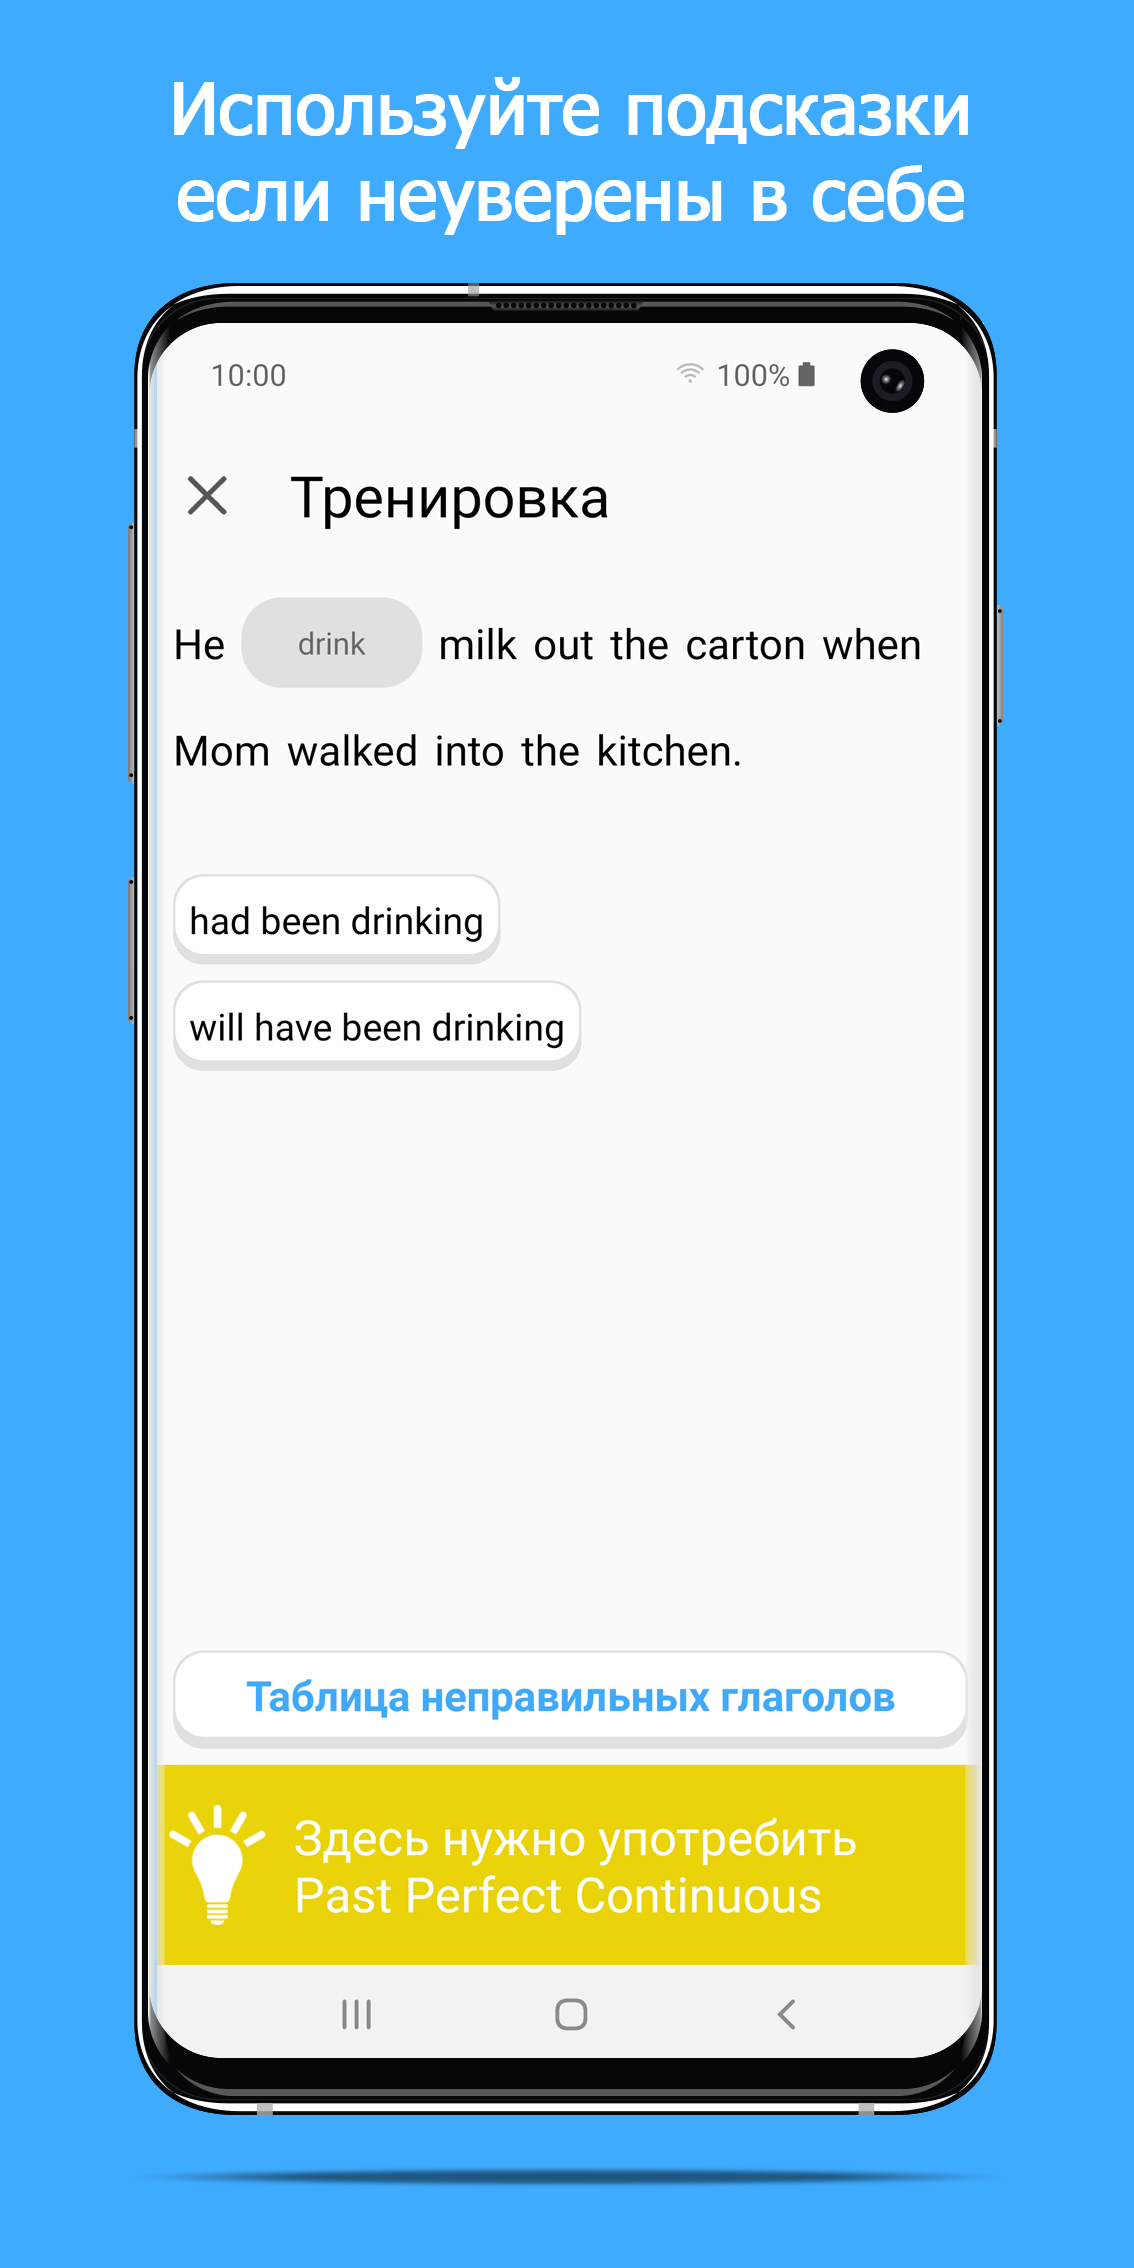 Используйте подсказки
если неуверены в себе
10:00 100%
Тренировка
He drink milk out the carton when
Mom walked into the kitchen.
had been drinking
will have been drinking
Таблица неправильных глаголов
Здесь нужно употребить
Past Perfect Continuous